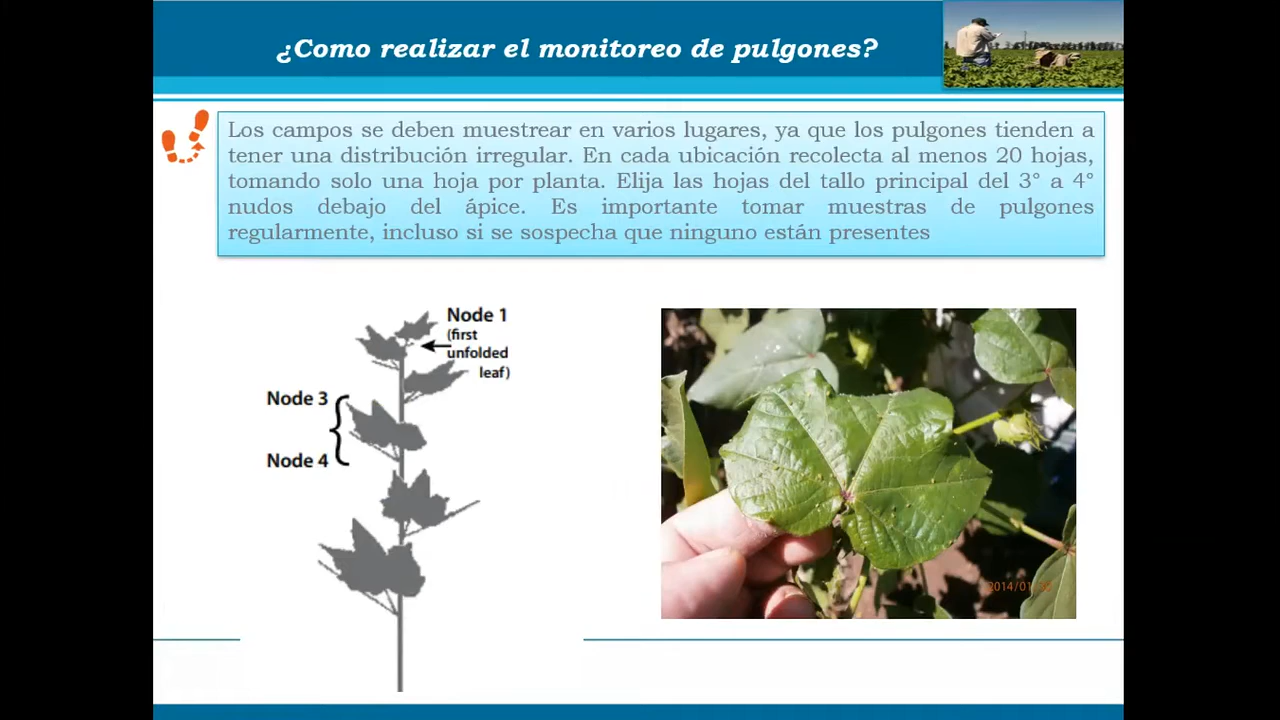 ¿Como realizar el monitoreo de pulgones?
Los campos se deben muestrear en varios lugares, ya que los pulgones tienden a
tener una distribución irregular. En cada ubicación recolecta al menos 20 hojas,
tomando solo una hoja por planta. Elija las hojas del tallo principal del 3° a 4°
nudos debajo del ápice. Es importante tomar muestras de pulgones
regularmente, incluso si se sospecha que ninguno están presentes
Node 1
(first
unfolded
leaf)
Node 3
Node 4